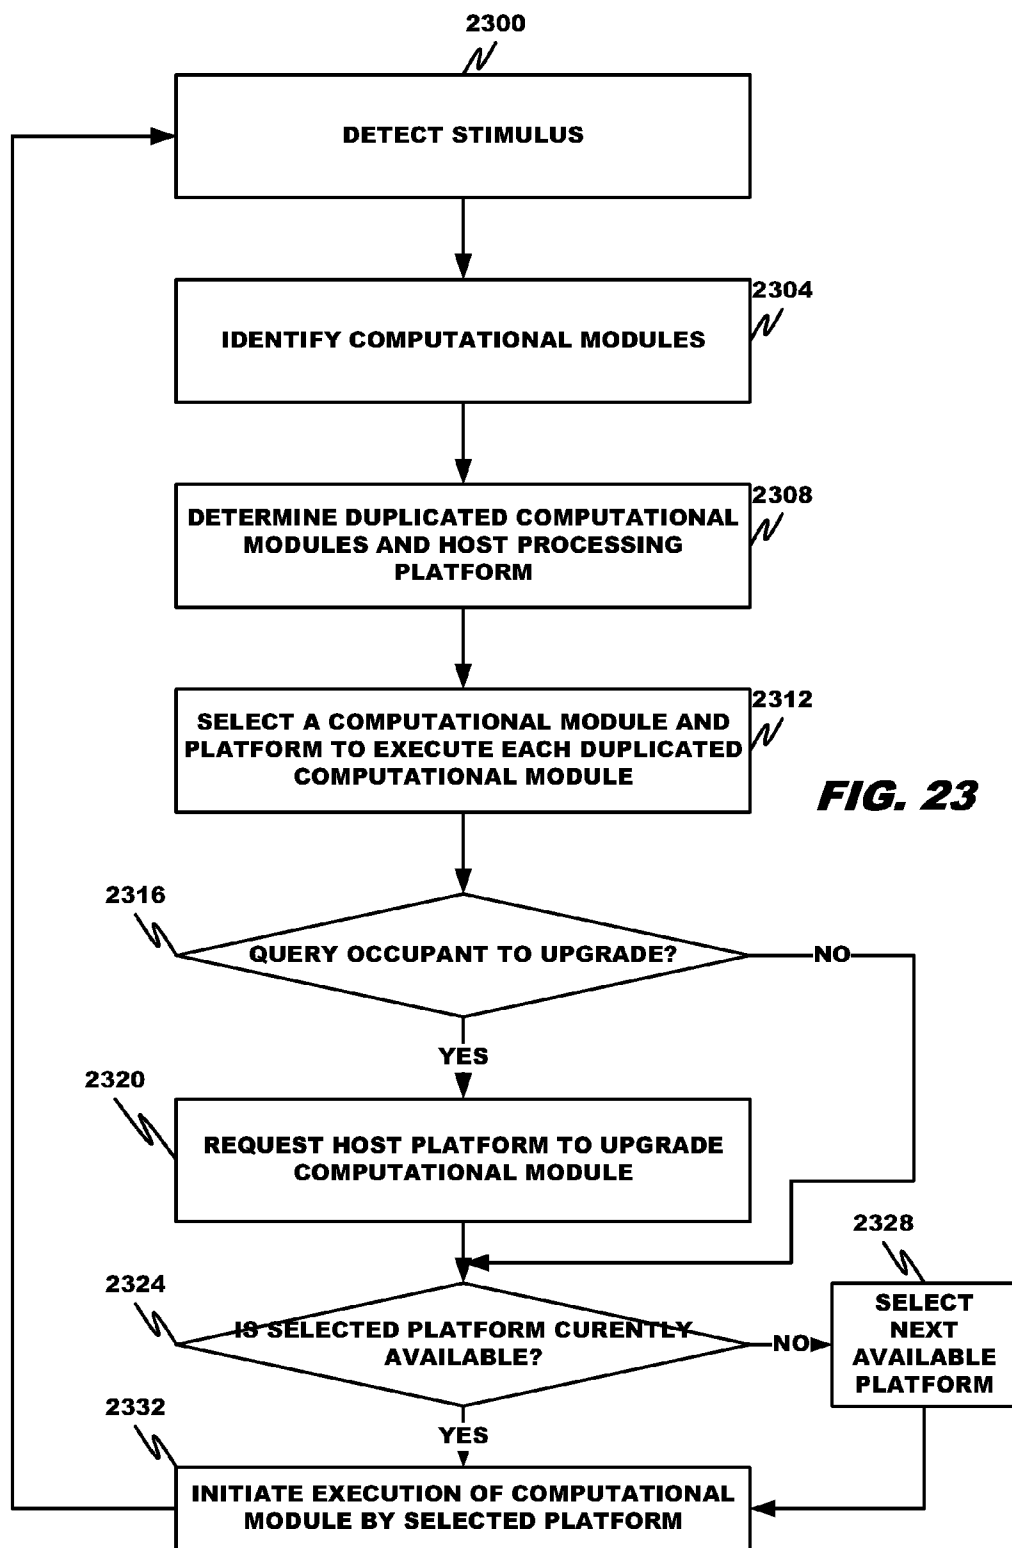 2300
DETECT STIMULUS
2304
IDENTIFY COMPUTATIONAL MODULES
2308
DETERMINE DUPLICATED COMPUTATIONAL
MODULES AND HOST PROCESSING
PLATFORM
2312
SELECT A COMPUTATIONAL MODULE AND
PLATFORM TO EXECUTE EACH DUPLICATED
COMPUTATIONAL MODULE
FIG. 23
2316
QUERY OCCUPANT TO UPGRADE?
NO
YES
2320
REQUEST HOST PLATFORM TO UPGRADE
COMPUTATIONAL MODULE
2324
IS SELECTED PLATFORM CURENTLY
AVAILABLE?
NO
2328
SELECT
NEXT
AVAILABLE
PLATFORM
YES
2332
INITIATE EXECUTION OF COMPUTATIONAL
MODULE BY SELECTED PLATFORM